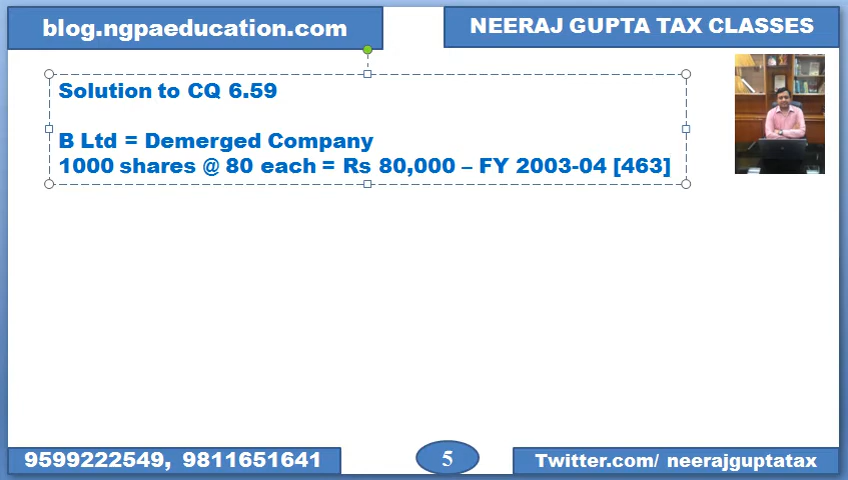 blog.ngpaeducation.com
NEERAJ GUPTA TAX CLASSES
Solution to CQ 6.59
B Ltd = Demerged Company
1000 shares @ 80 each = Rs 80,000 – FY 2003-04 [463]
9599222549, 9811651641
5
Twitter.com/ neerajguptatax